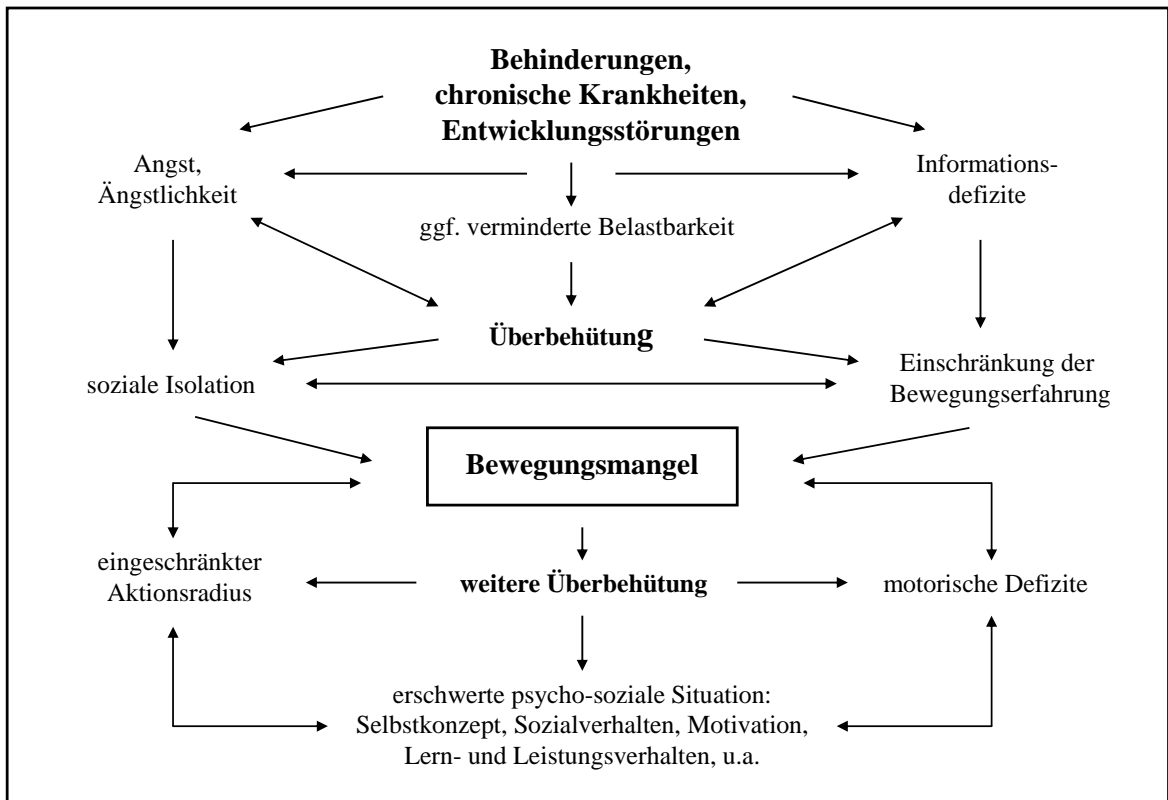 Behinderungen,
chronische Krankheiten,
Entwicklungsstörungen
Angst,
Ängstlichkeit
Informations-
defizite
ggf. verminderte Belastbarkeit
Überbehütung
soziale Isolation
Einschränkung der
Bewegungserfahrung
Bewegungsmangel
eingeschränkter
Aktionsradius
weitere Überbehütung
motorische Defizite
erschwerte psycho-soziale Situation:
Selbstkonzept, Sozialverhalten, Motivation,
Lern- und Leistungsverhalten, u.a.